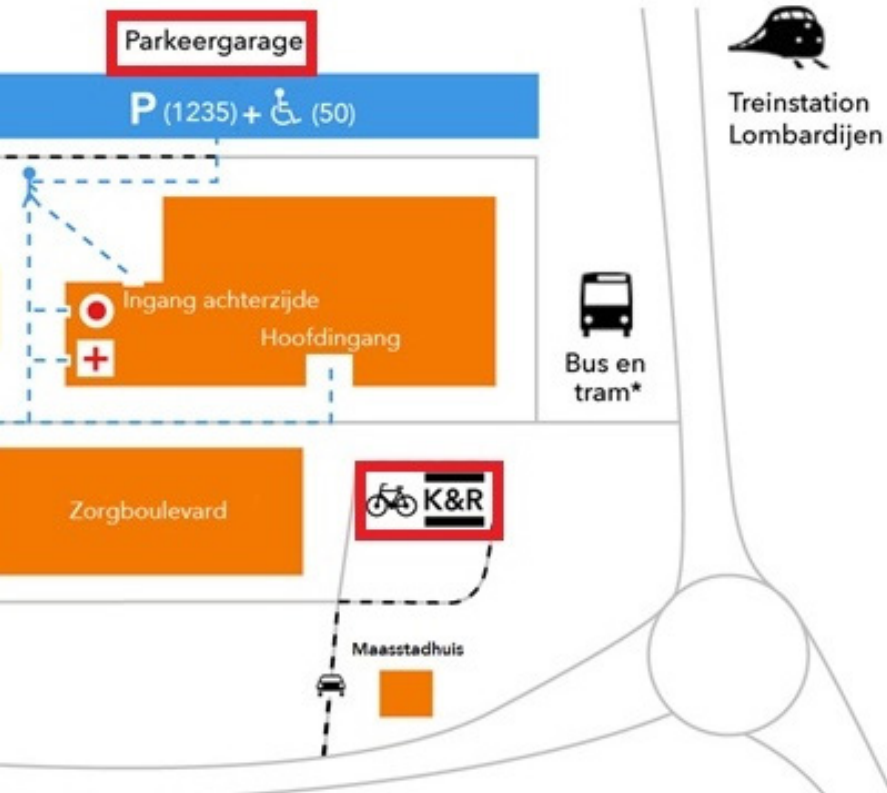 Parkeergarage
P (1235) + (50)
Treinstation
Lombardijen
Ingang achterzijde
Hoofdingang
Bus en
tram*
Zorgboulevard
K&R
Maasstadhuis